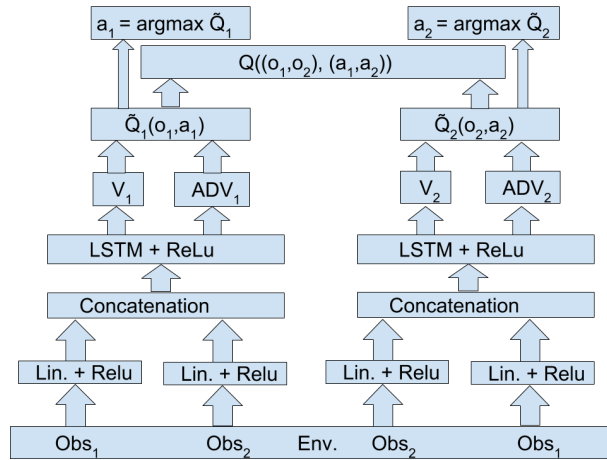 a₁ = argmax Q̃₁ a₂ = argmax Q̃₂
Q((o₁,o₂), (a₁,a₂))
Q̃₁(o₁,a₁) Q̃₂(o₂,a₂)
V₁ ADV₁ V₂ ADV₂
LSTM + ReLu LSTM + ReLu
Concatenation Concatenation
Lin. + Relu Lin. + Relu Lin. + Relu Lin. + Relu
Obs₁ Obs₂ Env. Obs₂ Obs₁